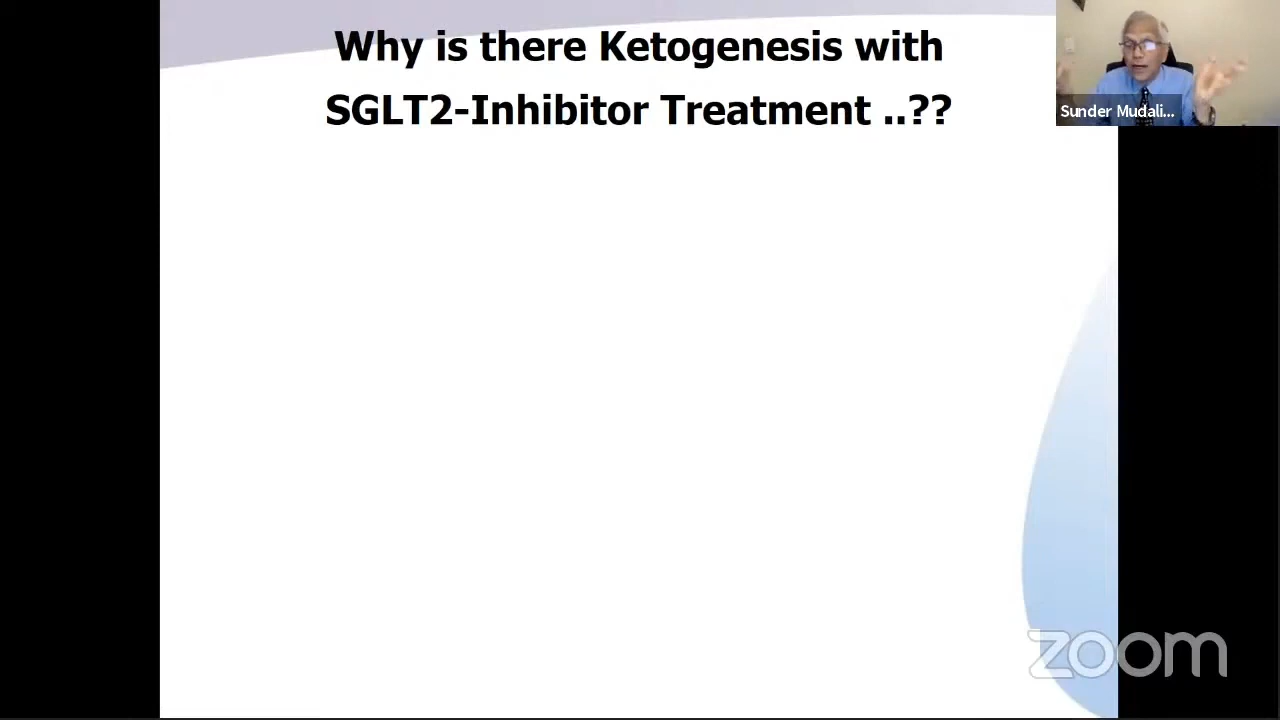 Why is there Ketogenesis with
SGLT2-Inhibitor Treatment ..??
Sunder Mudali...
zoom